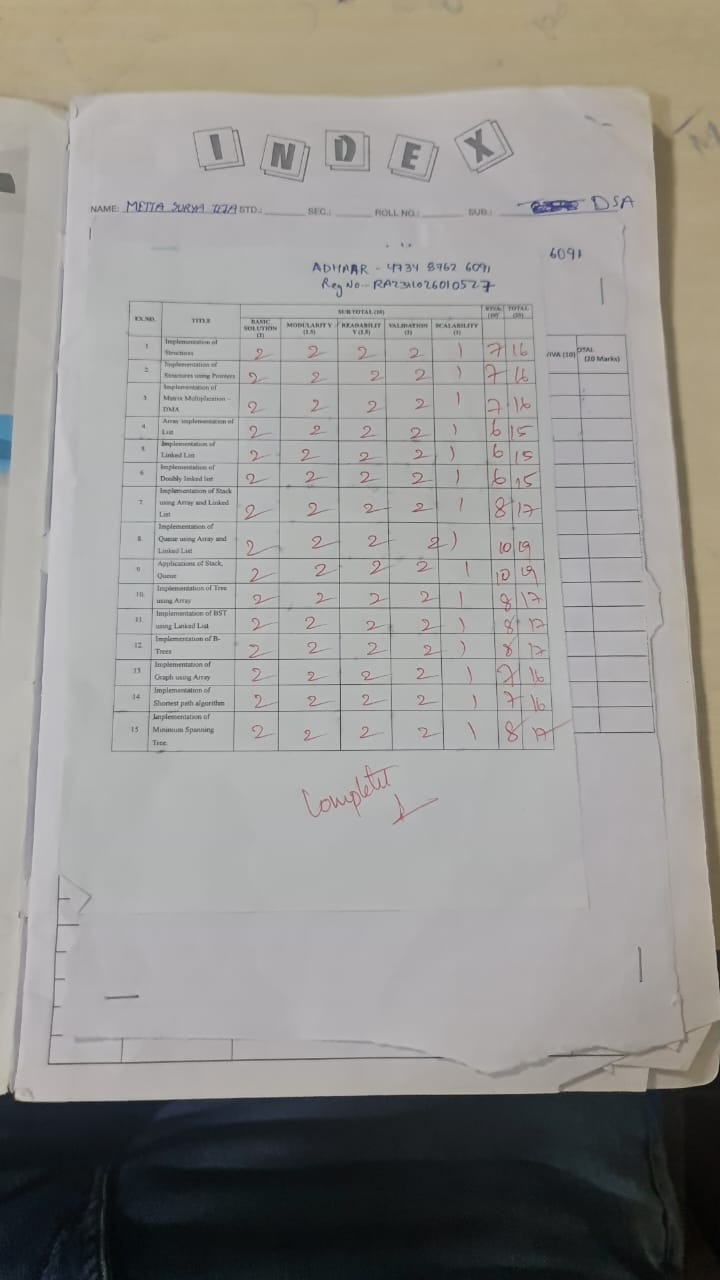 INDEX
NAME: METTA SURYA TEJA STD.: SEC.: ROLL NO.: SUB.: DSA
6091
ADHAAR - 4734 8962 6091
Reg No:- RA2311026010527
SUB TOTAL (10)
EX.NO. TITLE BASIC SOLUTION MODULARITY READABILITY VALIDATION SCALABILITY (1) VIVA (10) TOTAL (20)
VIVA (10) (20 Marks)
1 Implementation of Structures 2 2 2 2 1 7 16
2 Implementation of Structures using Pointers 2 2 2 2 1 7 16
3 Implementation of Matrix Multiplication – DMA 2 2 2 2 1 7 16
4 Array implementation of List 2 2 2 2 1 6 15
5 Implementation of Linked List 2 2 2 2 1 6 15
6 Implementation of Doubly linked list 2 2 2 2 1 6 15
7. Implementation of Stack using Array and Linked List 2 2 2 2 1 8 17
8. Implementation of Queue using Array and Linked List 2 2 2 2 1 10 19
9. Applications of Stack, Queue 2 2 2 2 1 10 19
10. Implementation of Tree using Array 2 2 2 2 1 8 17
11. Implementation of BST using Linked List 2 2 2 2 1 8 17
12. Implementation of B-Trees 2 2 2 2 1 8 17
13 Implementation of Graph using Array 2 2 2 2 1 7 16
14 Implementation of Shortest path algorithm 2 2 2 2 1 7 16
15 Implementation of Minimum Spanning Tree 2 2 2 2 1 8 17